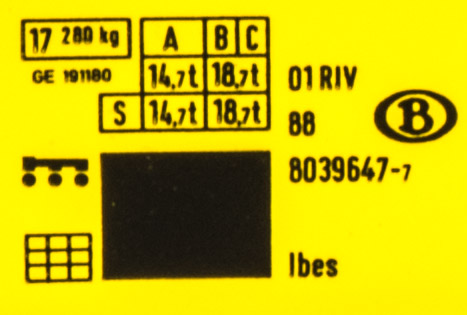 17 280 kg
GE 191180
A B C
14,7t 18,7t
S 14,7t 18,7t
01 RIV
88
B
8039647-7
Ibes